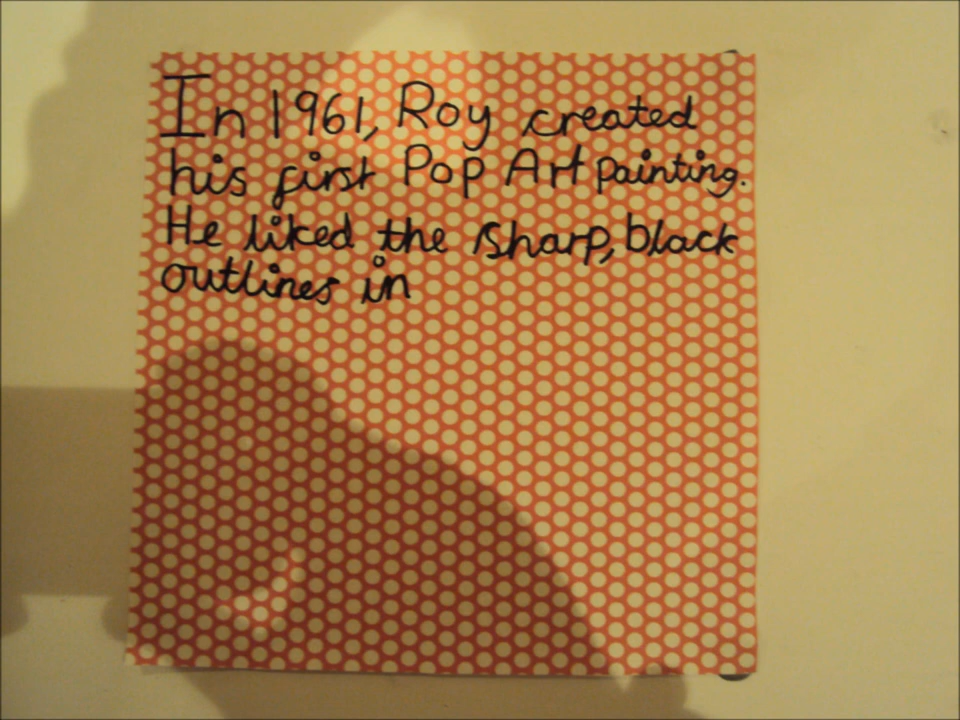 In 1961, Roy created
his first Pop Art painting.
He liked the sharp, black
outlines in